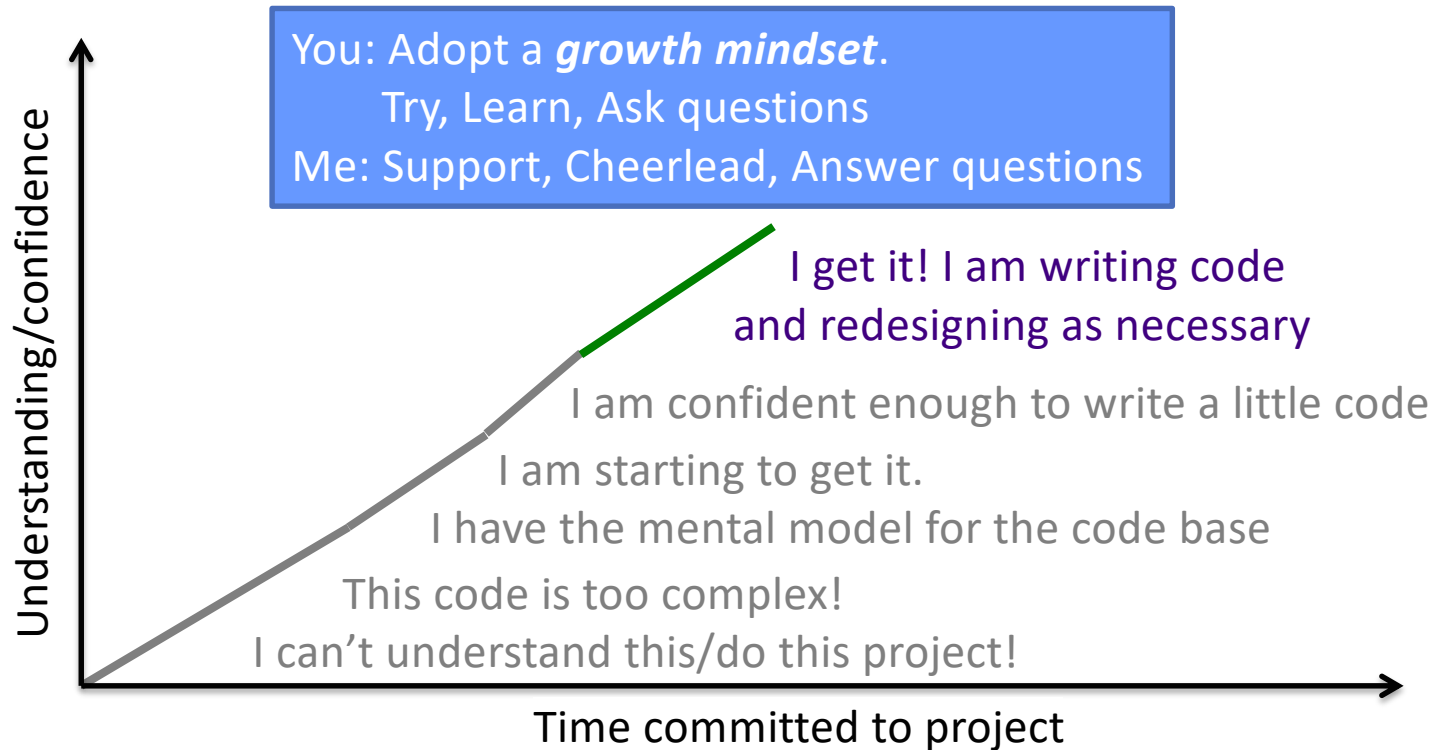 You: Adopt a growth mindset.
Try, Learn, Ask questions
Me: Support, Cheerlead, Answer questions
Understanding/confidence
I get it! I am writing code
and redesigning as necessary
I am confident enough to write a little code
I am starting to get it.
I have the mental model for the code base
This code is too complex!
I can’t understand this/do this project!
Time committed to project